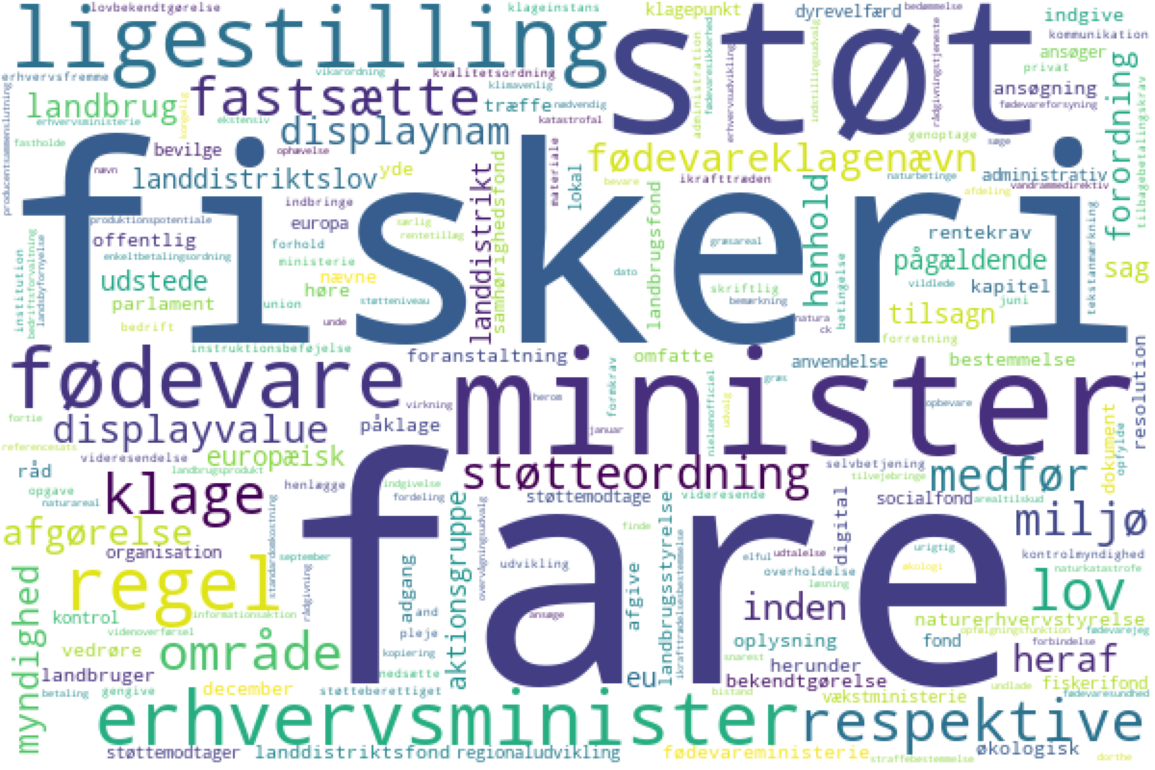 lovbekendtgørelse
klageinstans
klagepunkt
dyrevelfærd
bedømmelse
indgive
kommunikation
ligestilling
støt
erhvervsfremme
vikarordning
kvalitetsordning
klimavenlig
nødvendig
ansøger
privat
ansøgning
fødevareforsyning
landbrug
fastsætte
træffe
katastrofal
administration
fødevaresikkerhed
erhvervsudvikling
indstillingsudvalg
rådgivningstjeneste
forordning
tilbagebetalingskrav
producentsammenslutning
erhvervsministerie
ekstensiv
kongelig
displaynam
genoptage
søge
fastholde
bevilge
ophævelse
fødevareklagenævn
nævn
landdistriktslov
yde
materiale
lokal
bevare
ikrafttræden
naturbetinge
administrativ
afdeling
vandrammedirektiv
fiskeri
produktionspotentiale
indbringe
europa
særlig
rentetillæg
landdistrikt
samhørighedsfond
landbrugsfond
græsareal
henhold
rentekrav
tekstanmærkning
offentlig
enkeltbetalingsordning
forhold
ministerie
institution
bedriftsforvaltning
landsbyfornyelse
udstede
nævne
høre
dato
skriftlig
bemærkning
betingelse
pågældende
vildlede
kapitel
sag
parlament
union
støtteniveau
natura
ck
juni
tilsagn
bedrift
unde
forretning
instruktionsbeføjelse
foranstaltning
omfatte
anvendelse
bestemmelse
resolution
fødevare
minister
formkrav
græs
nielsenofficiel
udvalg
opbevare
fortie
virkning
herom
januar
displayvalue
påklage
dokument
opfylde
referencesats
videresendelse
europæisk
råd
landbrugsprodukt
støtteordning
selvbetjening
tilvejebringe
medfør
opgave
naturareal
klage
henlægge
indgivelse
fordeling
støttemodtage
videresende
socialfond
arealtilskud
miljø
afgørelse
standardomkostning
aktionsgruppe
overvågningsudvalg
finde
landbrugsstyrelse
digital
organisation
september
fare
elful
udtalelse
urigtig
kontrolmyndighed
regel
rådgivning
adgang
udvikling
afgive
ikrafttrædelsesbestemmelse
overholdelse
løsning
økologi
naturkatastrofe
lov
myndighed
kontrol
informationsaktion
and
ansøge
inden
naturerhvervstyrelse
videnoverførsel
pleje
oplysning
fond
opfølgningsfunktion
fødevarejeg
vedrøre
område
kopiering
snarest
forbindelse
landbruger
nedsætte
eu
herunder
heraf
betaling
gengive
december
støtteberettiget
bistand
bekendtgørelse
vækstministerie
undlade
fiskerifond
fødevaresundhed
erhvervsminister
respektive
støttemodtager
landdistriktsfond
regionaludvikling
fødevareministerie
økologisk
straffebestemmelse
dorthe